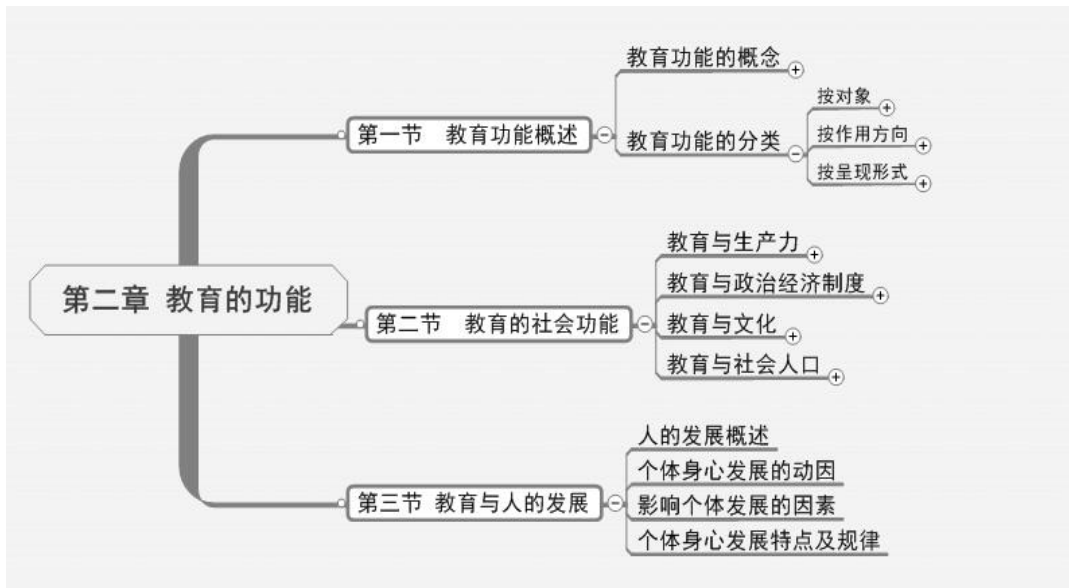 第二章 教育的功能
第一节 教育功能概述
教育功能的概念
教育功能的分类
按对象
按作用方向
按呈现形式
第二节 教育的社会功能
教育与生产力
教育与政治经济制度
教育与文化
教育与社会人口
第三节 教育与人的发展
人的发展概述
个体身心发展的动因
影响个体发展的因素
个体身心发展特点及规律